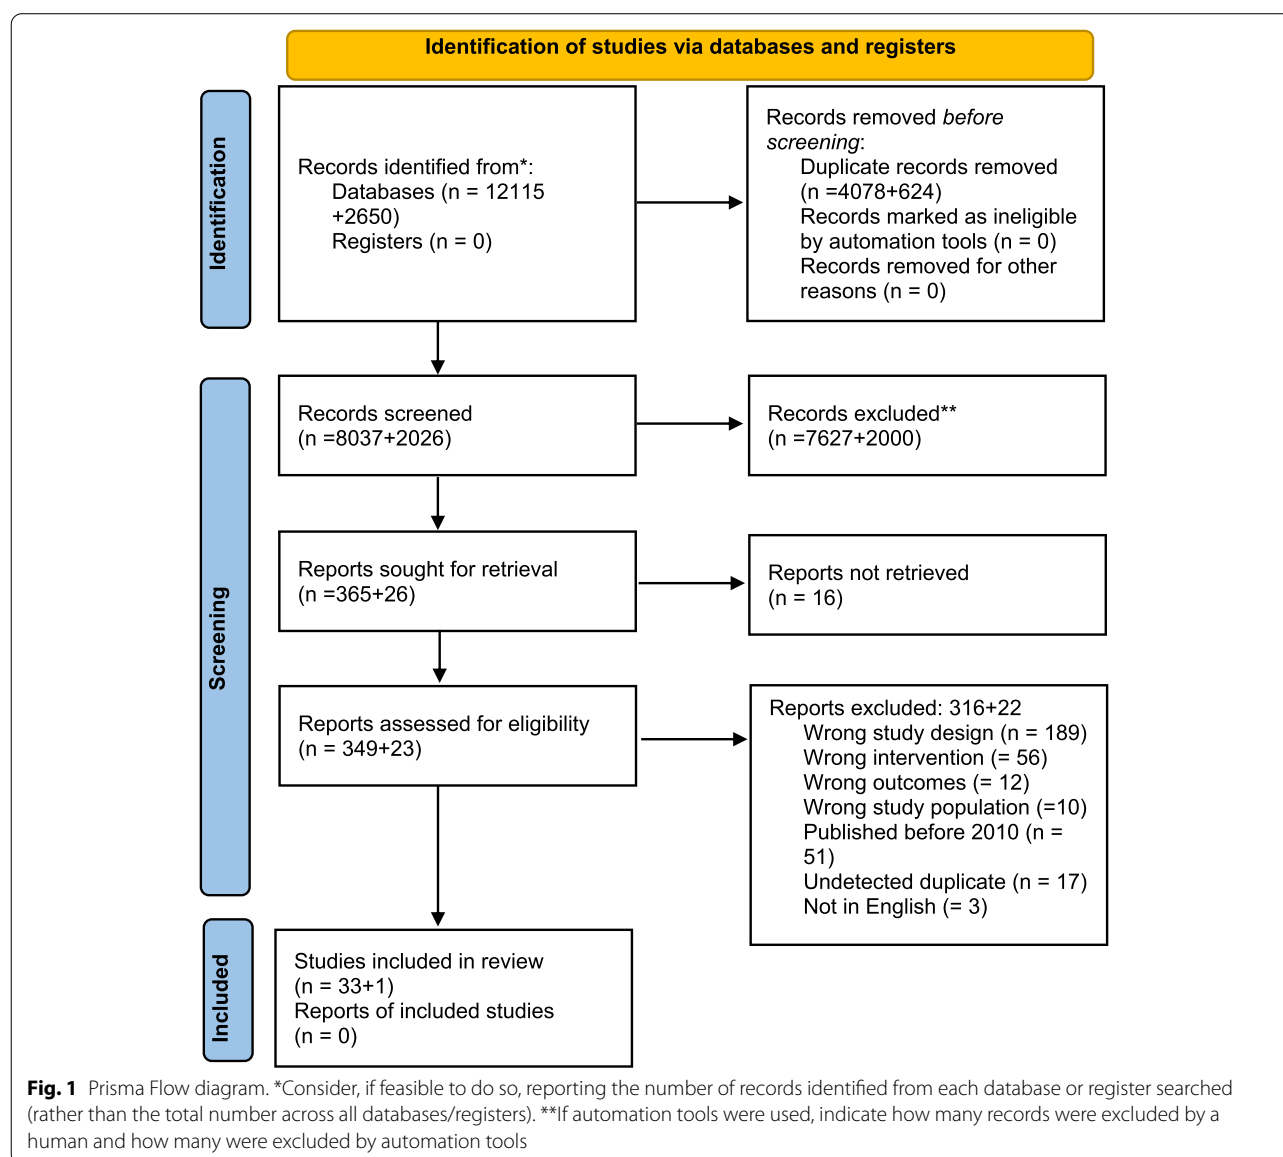 Identification of studies via databases and registers
Identification
Records identified from*:
Databases (n = 12115
+2650)
Registers (n = 0)
Records removed before
screening:
Duplicate records removed
(n =4078+624)
Records marked as ineligible
by automation tools (n = 0)
Records removed for other
reasons (n = 0)
Screening
Records screened
(n =8037+2026)
Records excluded**
(n =7627+2000)
Reports sought for retrieval
(n =365+26)
Reports not retrieved
(n = 16)
Reports assessed for eligibility
(n = 349+23)
Reports excluded: 316+22
Wrong study design (n = 189)
Wrong intervention (= 56)
Wrong outcomes (= 12)
Wrong study population (=10)
Published before 2010 (n =
51)
Undetected duplicate (n = 17)
Not in English (= 3)
Included
Studies included in review
(n = 33+1)
Reports of included studies
(n = 0)
Fig. 1 Prisma Flow diagram. *Consider, if feasible to do so, reporting the number of records identified from each database or register searched
(rather than the total number across all databases/registers). **If automation tools were used, indicate how many records were excluded by a
human and how many were excluded by automation tools